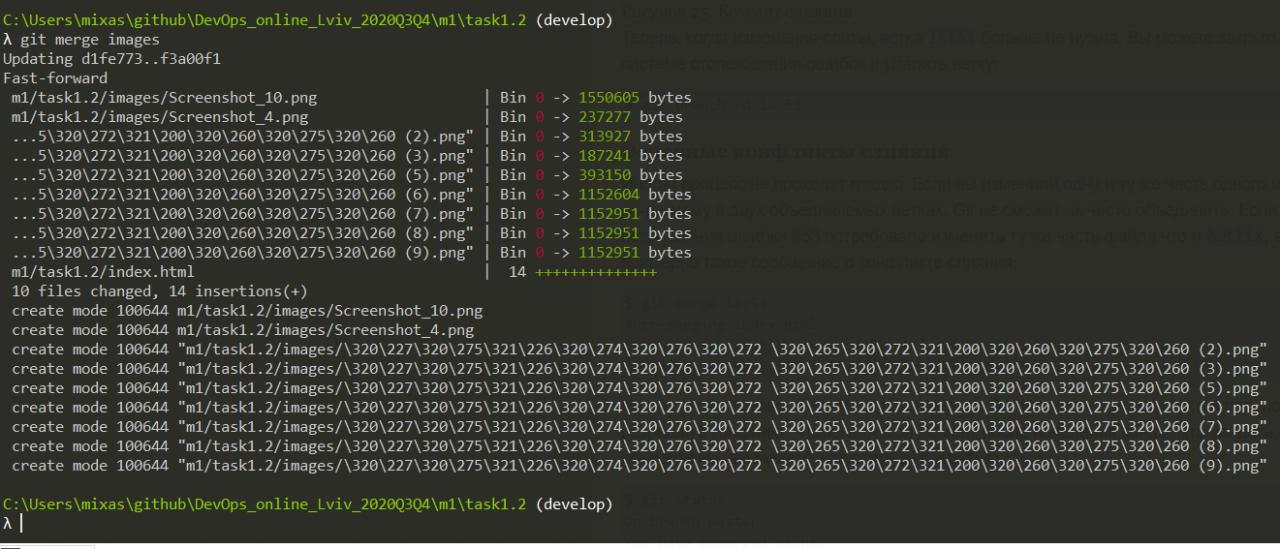 C:\Users\mixas\github\DevOps_online_Lviv_2020Q3Q4\m1\task1.2 (develop)
λ git merge images
Updating d1fe773..f3a00f1
Fast-forward
m1/task1.2/images/Screenshot_10.png | Bin 0 -> 1550605 bytes
m1/task1.2/images/Screenshot_4.png | Bin 0 -> 237277 bytes
...5\320\272\321\200\320\260\320\275\320\260 (2).png" | Bin 0 -> 313927 bytes
...5\320\272\321\200\320\260\320\275\320\260 (3).png" | Bin 0 -> 187241 bytes
...5\320\272\321\200\320\260\320\275\320\260 (5).png" | Bin 0 -> 393150 bytes
...5\320\272\321\200\320\260\320\275\320\260 (6).png" | Bin 0 -> 1152604 bytes
...5\320\272\321\200\320\260\320\275\320\260 (7).png" | Bin 0 -> 1152951 bytes
...5\320\272\321\200\320\260\320\275\320\260 (8).png" | Bin 0 -> 1152951 bytes
...5\320\272\321\200\320\260\320\275\320\260 (9).png" | Bin 0 -> 1152951 bytes
m1/task1.2/index.html | 14 ++++++++++++++
10 files changed, 14 insertions(+)
create mode 100644 m1/task1.2/images/Screenshot_10.png
create mode 100644 m1/task1.2/images/Screenshot_4.png
create mode 100644 "m1/task1.2/images/\320\227\320\275\321\226\320\274\320\276\320\272 \320\265\320\272\321\200\320\260\320\275\320\260 (2).png"
create mode 100644 "m1/task1.2/images/\320\227\320\275\321\226\320\274\320\276\320\272 \320\265\320\272\321\200\320\260\320\275\320\260 (3).png"
create mode 100644 "m1/task1.2/images/\320\227\320\275\321\226\320\274\320\276\320\272 \320\265\320\272\321\200\320\260\320\275\320\260 (5).png"
create mode 100644 "m1/task1.2/images/\320\227\320\275\321\226\320\274\320\276\320\272 \320\265\320\272\321\200\320\260\320\275\320\260 (6).png"
create mode 100644 "m1/task1.2/images/\320\227\320\275\321\226\320\274\320\276\320\272 \320\265\320\272\321\200\320\260\320\275\320\260 (7).png"
create mode 100644 "m1/task1.2/images/\320\227\320\275\321\226\320\274\320\276\320\272 \320\265\320\272\321\200\320\260\320\275\320\260 (8).png"
create mode 100644 "m1/task1.2/images/\320\227\320\275\321\226\320\274\320\276\320\272 \320\265\320\272\321\200\320\260\320\275\320\260 (9).png"
C:\Users\mixas\github\DevOps_online_Lviv_2020Q3Q4\m1\task1.2 (develop)
λ